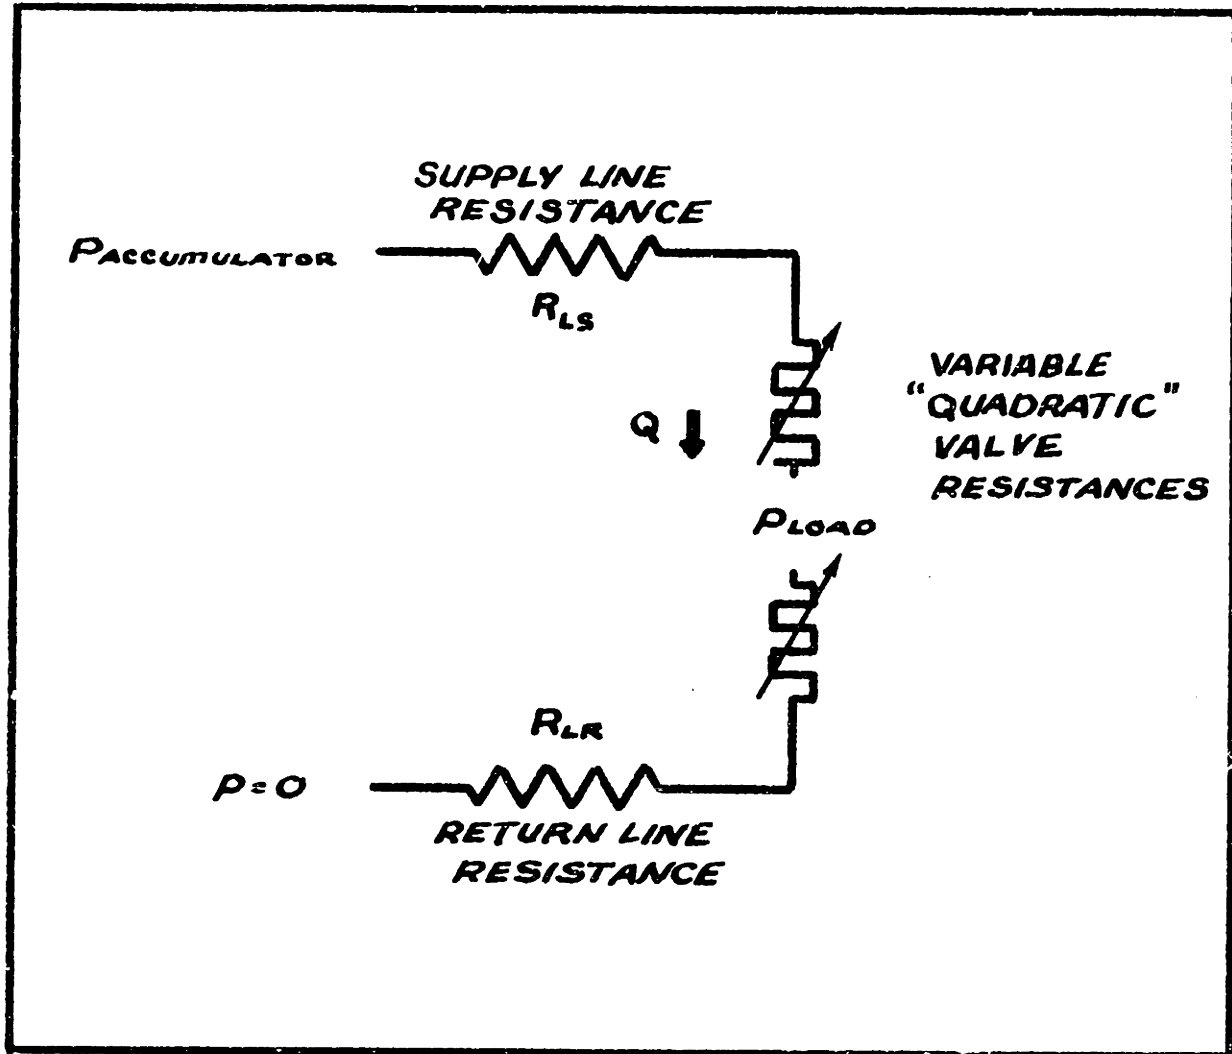 SUPPLY LINE
RESISTANCE
PACCUMULATOR
RLS
VARIABLE
"QUADRATIC"
VALVE
RESISTANCES
Q
PLOAD
RLR
P=0
RETURN LINE
RESISTANCE